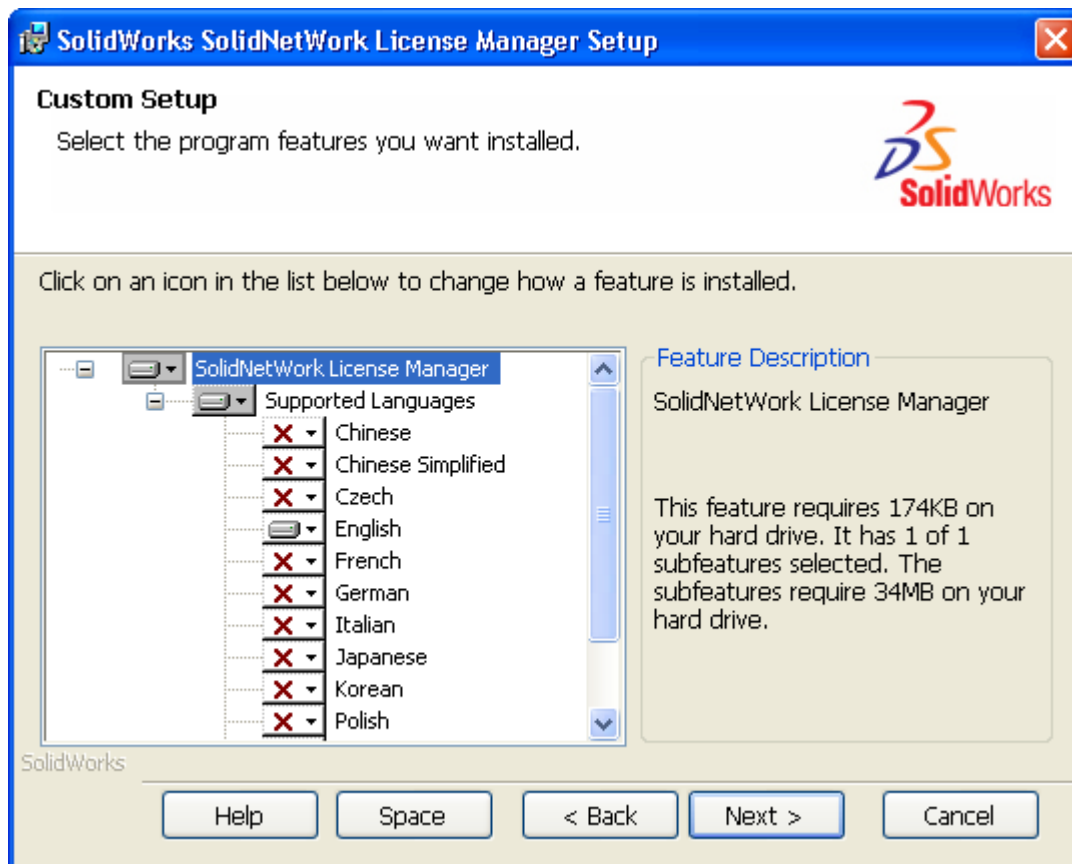 SolidWorks SolidNetWork License Manager Setup
Custom Setup
Select the program features you want installed.
SolidWorks
Click on an icon in the list below to change how a feature is installed.
SolidNetWork License Manager
Supported Languages
Chinese
Chinese Simplified
Czech
English
French
German
Italian
Japanese
Korean
Polish
Feature Description
SolidNetWork License Manager
This feature requires 174KB on
your hard drive. It has 1 of 1
subfeatures selected. The
subfeatures require 34MB on your
hard drive.
SolidWorks
Help
Space
< Back
Next >
Cancel